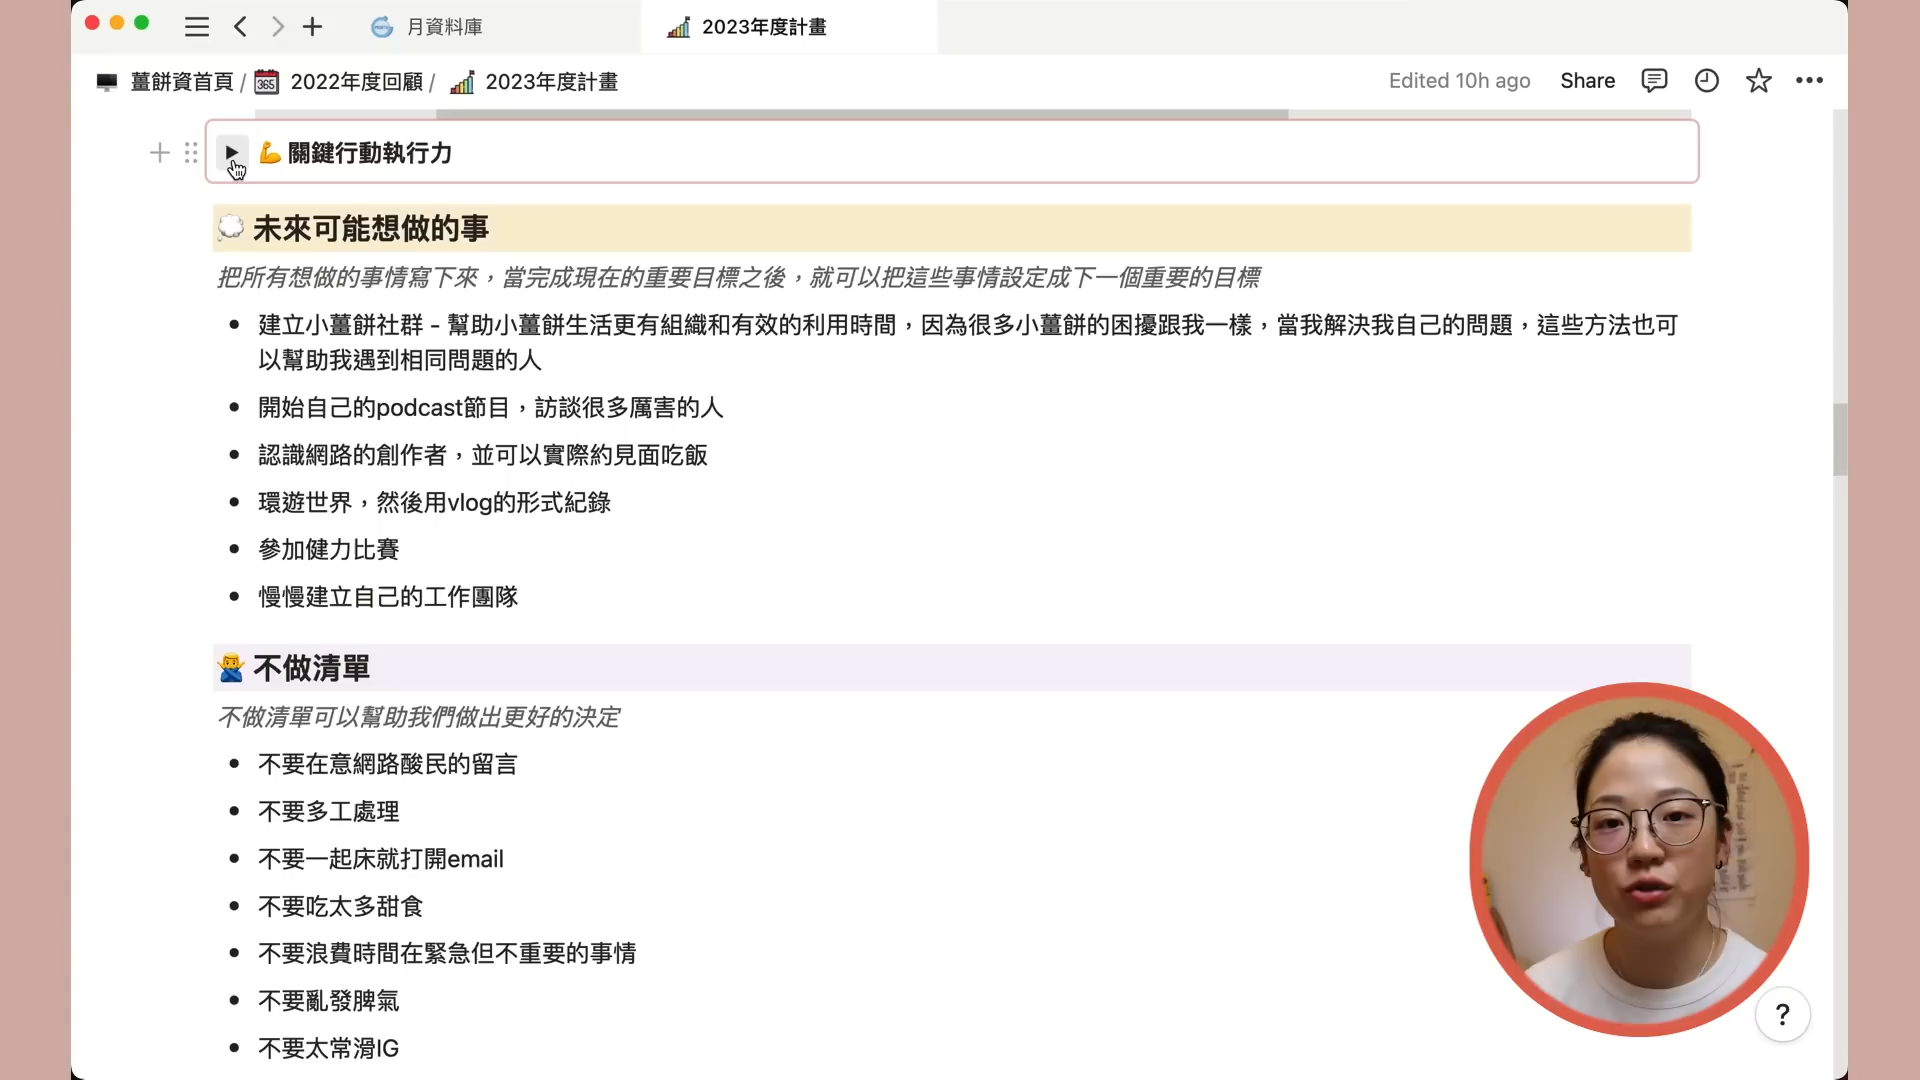 月資料庫
2023年度計畫
薑餅資首頁 / 365 2022年度回顧 / 2023年度計畫
Edited 10h ago
Share
關鍵行動執行力
未來可能想做的事
把所有想做的事情寫下來，當完成現在的重要目標之後，就可以把這些事情設定成下一個重要的目標
• 建立小薑餅社群 - 幫助小薑餅生活更有組織和有效的利用時間，因為很多小薑餅的困擾跟我一樣，當我解決我自己的問題，這些方法也可
以幫助我遇到相同問題的人
• 開始自己的podcast節目，訪談很多厲害的人
• 認識網路的創作者，並可以實際約見面吃飯
• 環遊世界，然後用vlog的形式紀錄
• 參加健力比賽
• 慢慢建立自己的工作團隊
不做清單
不做清單可以幫助我們做出更好的決定
• 不要在意網路酸民的留言
• 不要多工處理
• 不要一起床就打開email
• 不要吃太多甜食
• 不要浪費時間在緊急但不重要的事情
• 不要亂發脾氣
• 不要太常滑IG
?